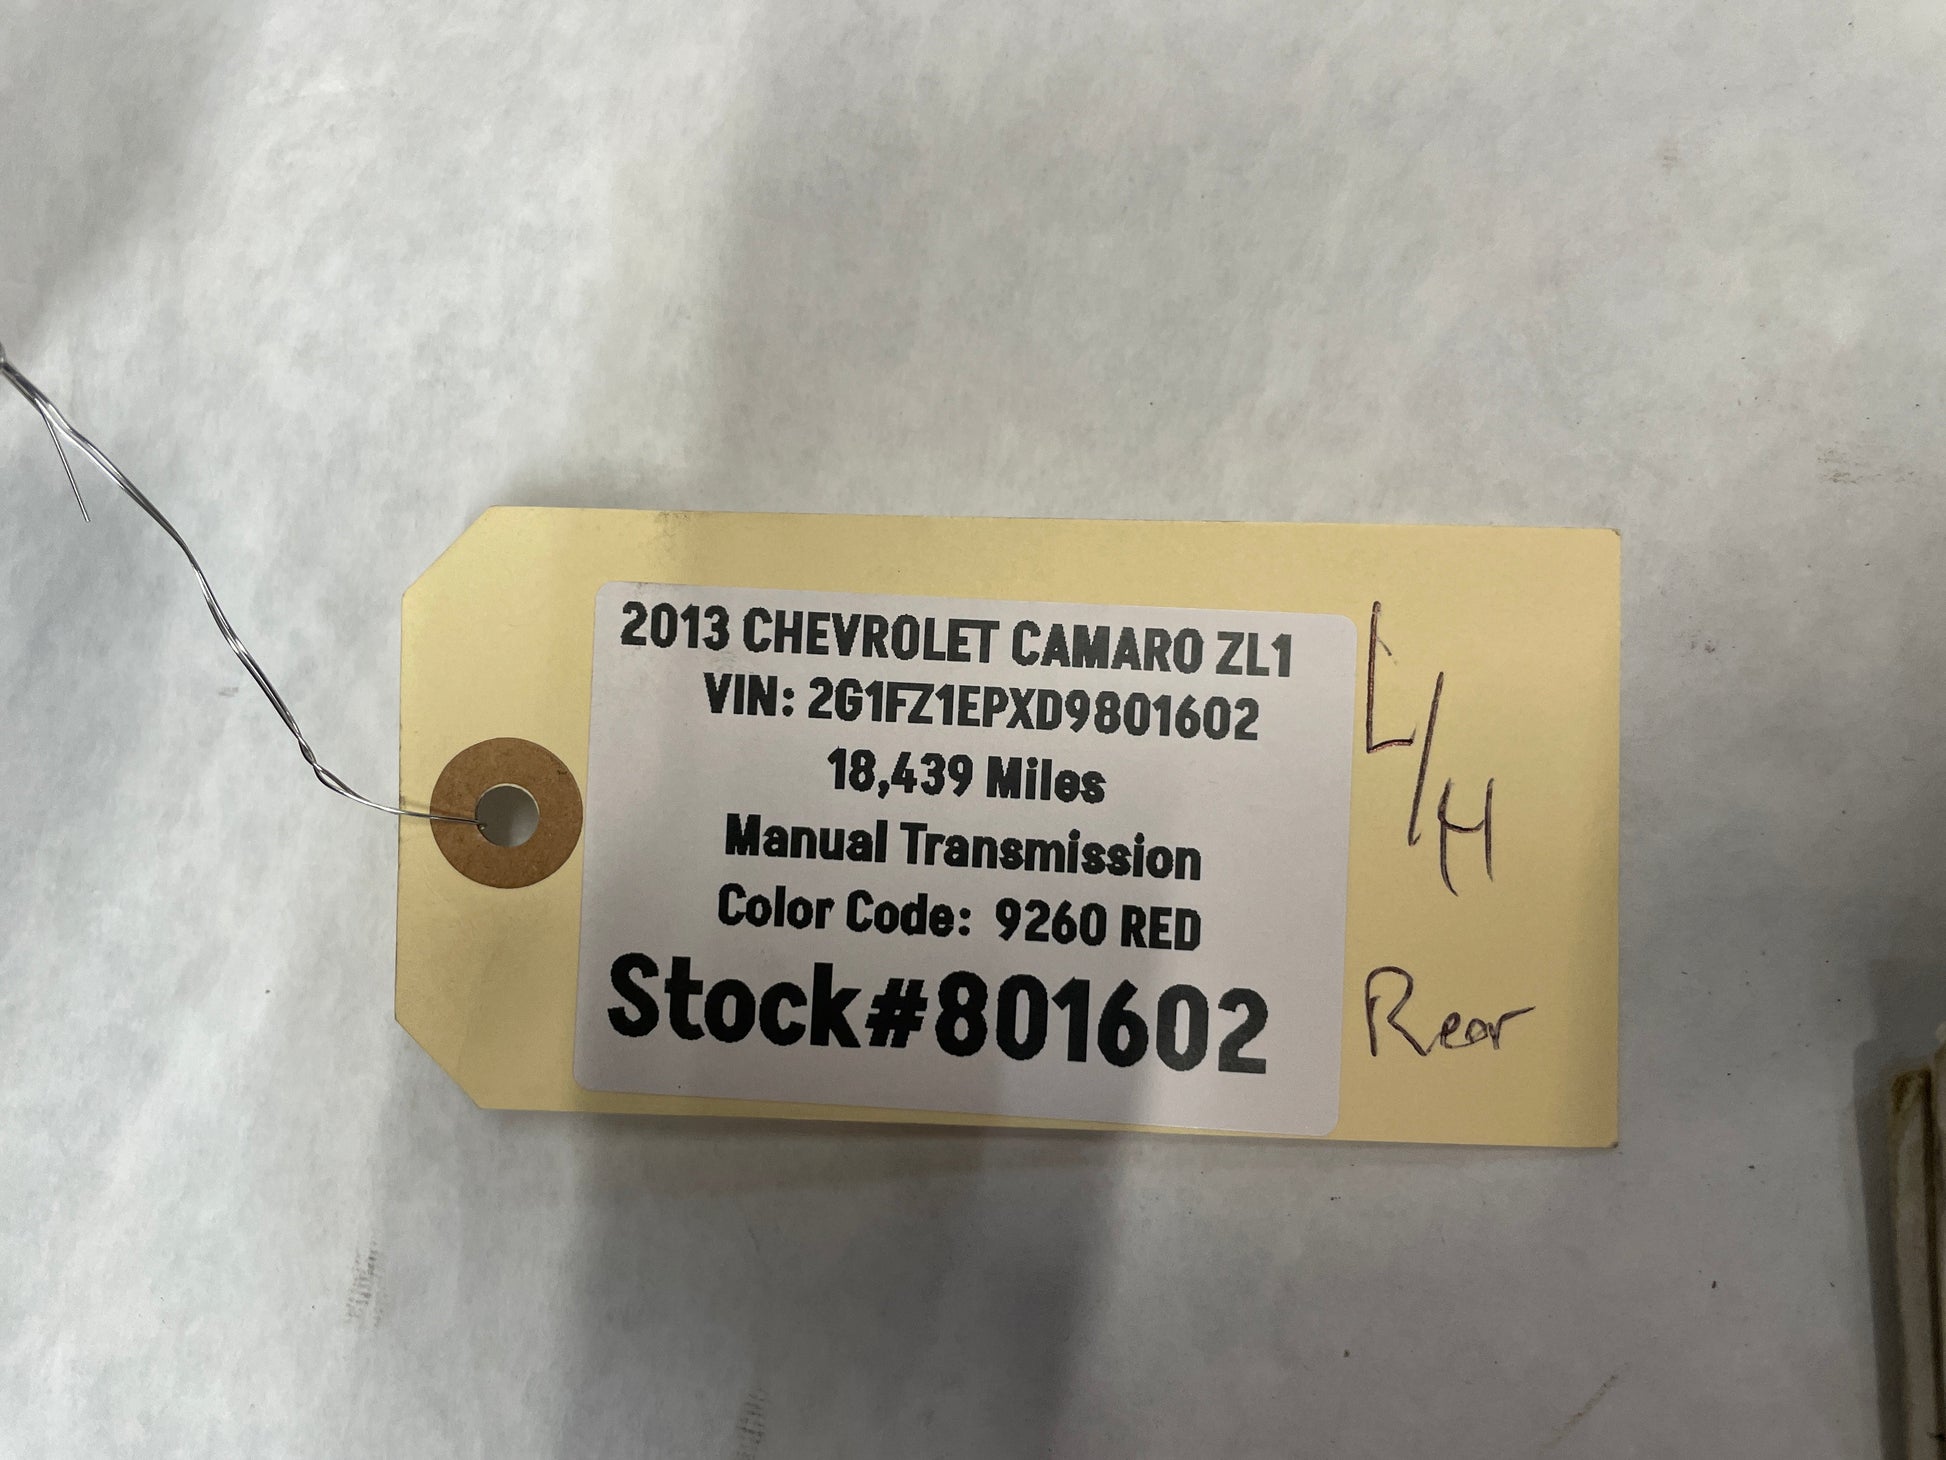 2013 CHEVROLET CAMARO ZL1
VIN: 2G1FZ1EPXD9801602
18,439 Miles
Manual Transmission
Color Code: 9260 RED
Stock#801602
L/H
Rear